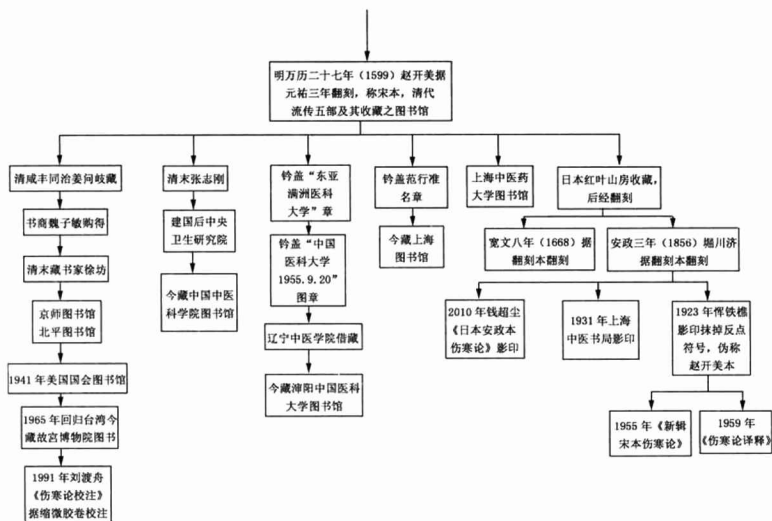 明万历二十七年（1599）赵开美据
元祐三年翻刻，称宋本，清代
流传五部及其收藏之图书馆
清咸丰同治姜问岐藏
书商魏子敏购得
清末藏书家徐坊
京师图书馆
北平图书馆
1941年美国国会图书馆
1965年回归台湾今
藏故宫博物院图书
1991年刘渡舟
《伤寒论校注》
据缩微胶卷校注
清末张志刚
建国后中央
卫生研究院
今藏中国中医
科学院图书馆
钤盖“东亚
满洲医科
大学”章
钤盖“中国
医科大学
1955.9.20”
图章
辽宁中医学院借藏
今藏沈阳中国医科
大学图书馆
钤盖范行准
名章
今藏上海
图书馆
上海中医药
大学图书馆
日本红叶山房收藏，
后经翻刻
宽文八年（1668）据
翻刻本翻刻
安政三年（1856）堀川济
据翻刻本翻刻
2010年钱超尘
《日本安政本
伤寒论》影印
1931年上海
中医书局影印
1923年恽铁樵
影印抹掉反点
符号，伪称
赵开美本
1955年《新辑
宋本伤寒论》
1959年
《伤寒论译释》